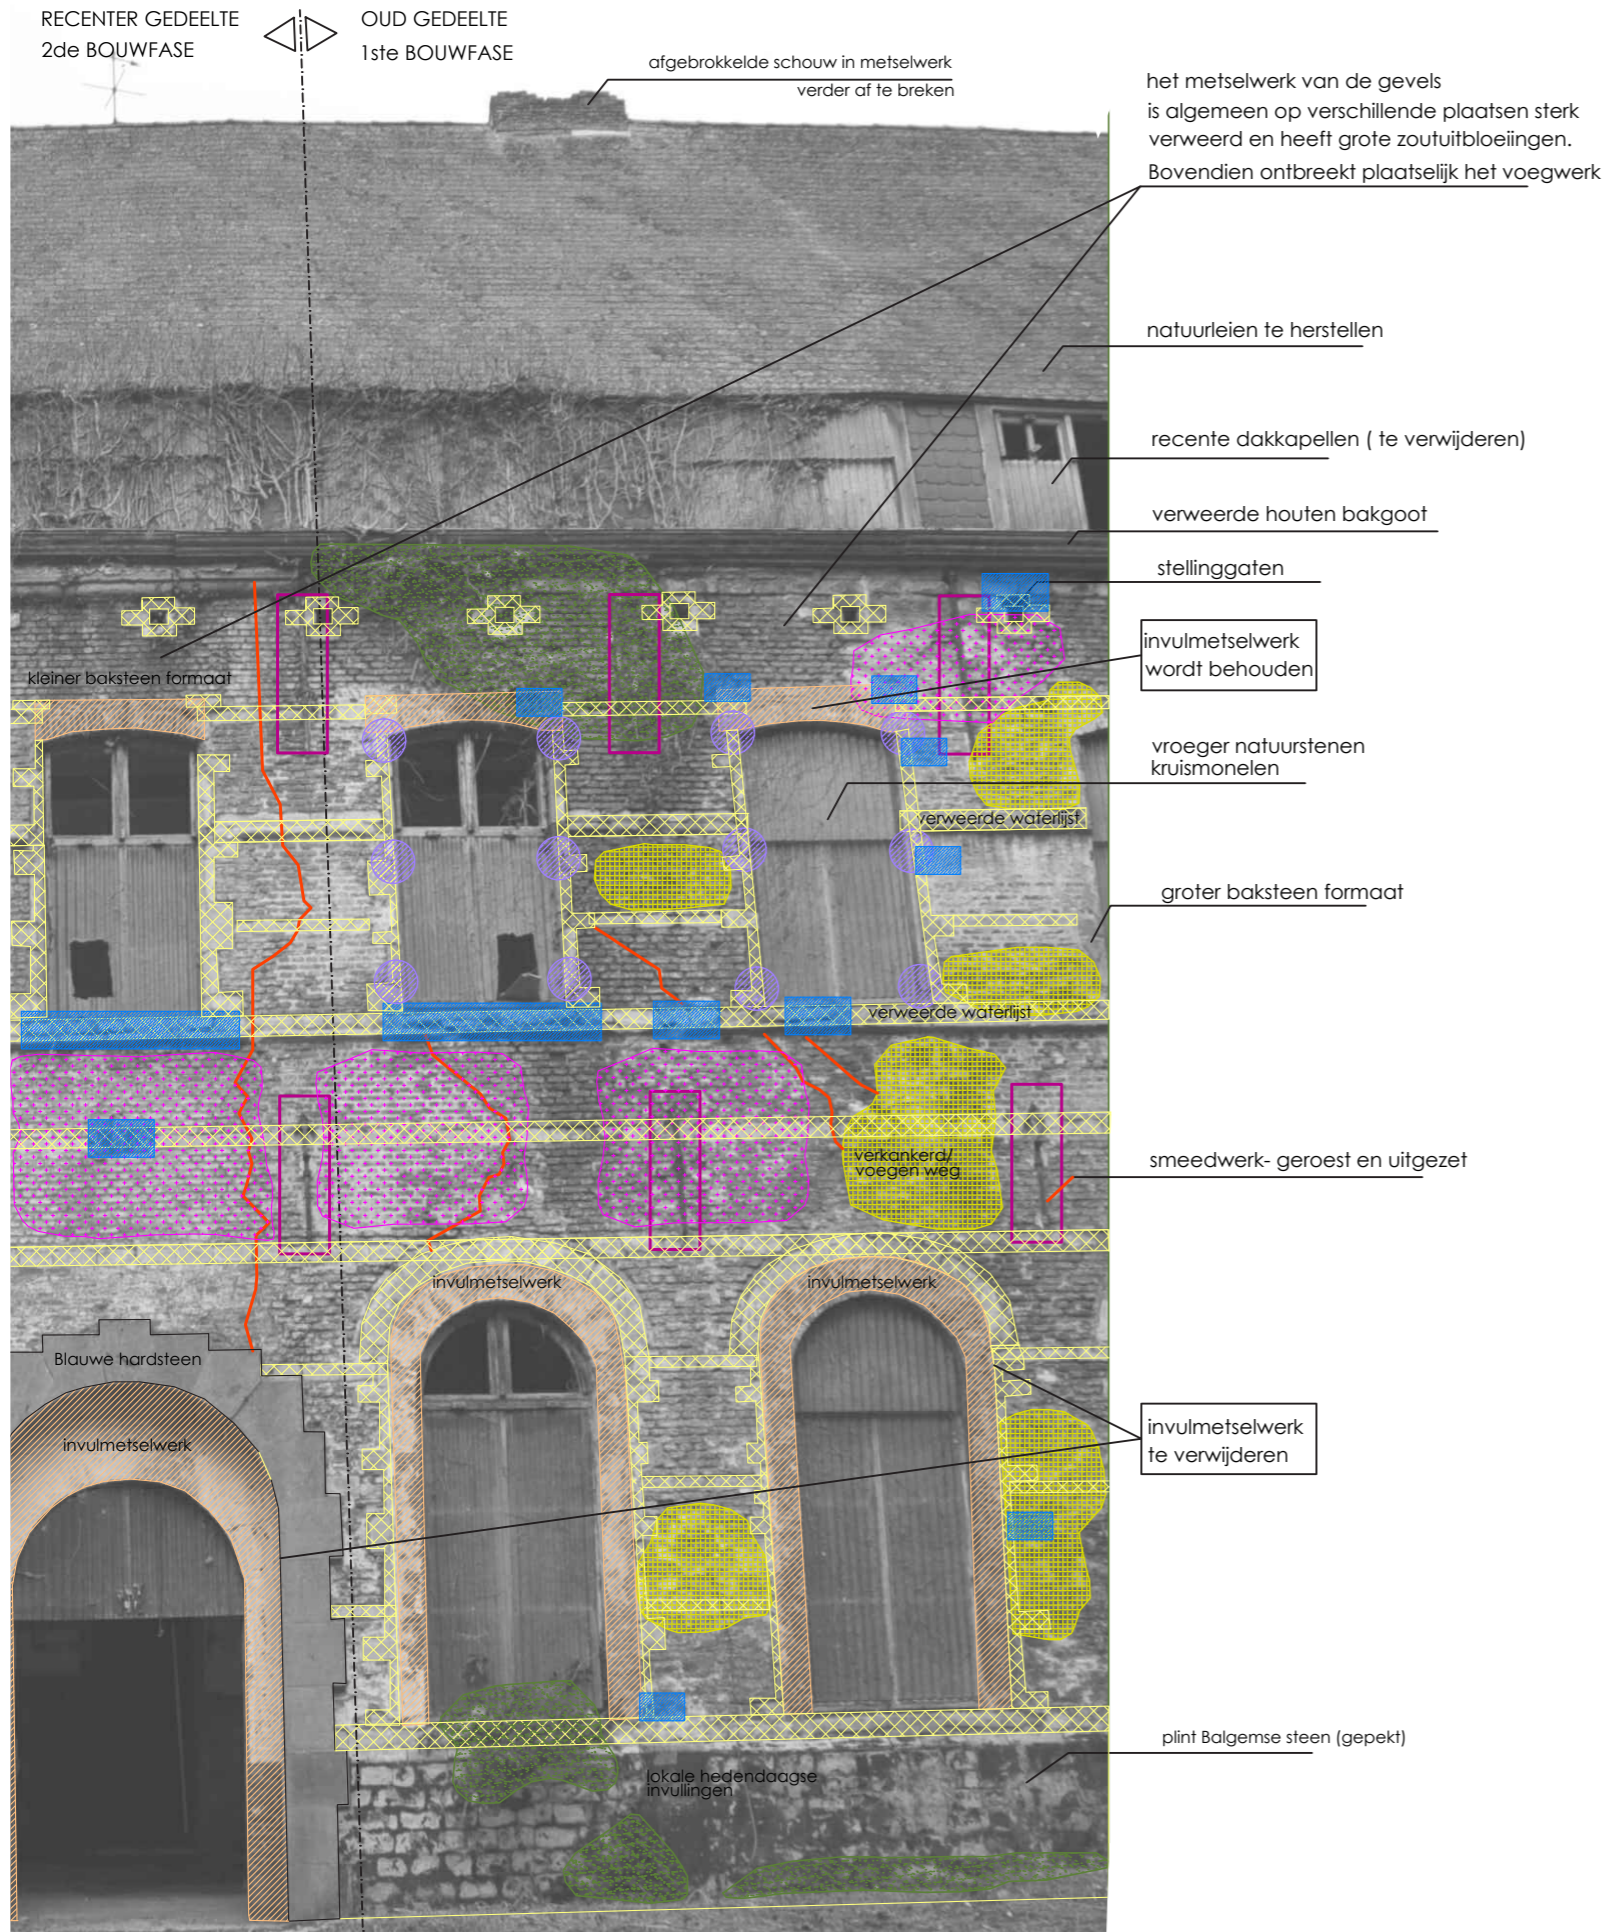 RECENTER GEDEELTE
2de BOUWFASE
OUD GEDEELTE
1ste BOUWFASE
afgebrokkelde schouw in metselwerk
verder af te breken
het metselwerk van de gevels
is algemeen op verschillende plaatsen sterk
verweerd en heeft grote zoutuitbloeiingen.
Bovendien ontbreekt plaatselijk het voegwerk
natuurleien te herstellen
recente dakkapellen ( te verwijderen)
verweerde houten bakgoot
stellinggaten
invulmetselwerk
wordt behouden
kleiner baksteen formaat
vroeger natuurstenen
kruismonelen
verweerde waterlijst
groter baksteen formaat
verweerde waterlijst
verkankerd/
voegen weg
smeedwerk- geroest en uitgezet
invulmetselwerk
invulmetselwerk
Blauwe hardsteen
invulmetselwerk
invulmetselwerk
te verwijderen
plint Balgemse steen (gepekt)
lokale hedendaagse
invullingen